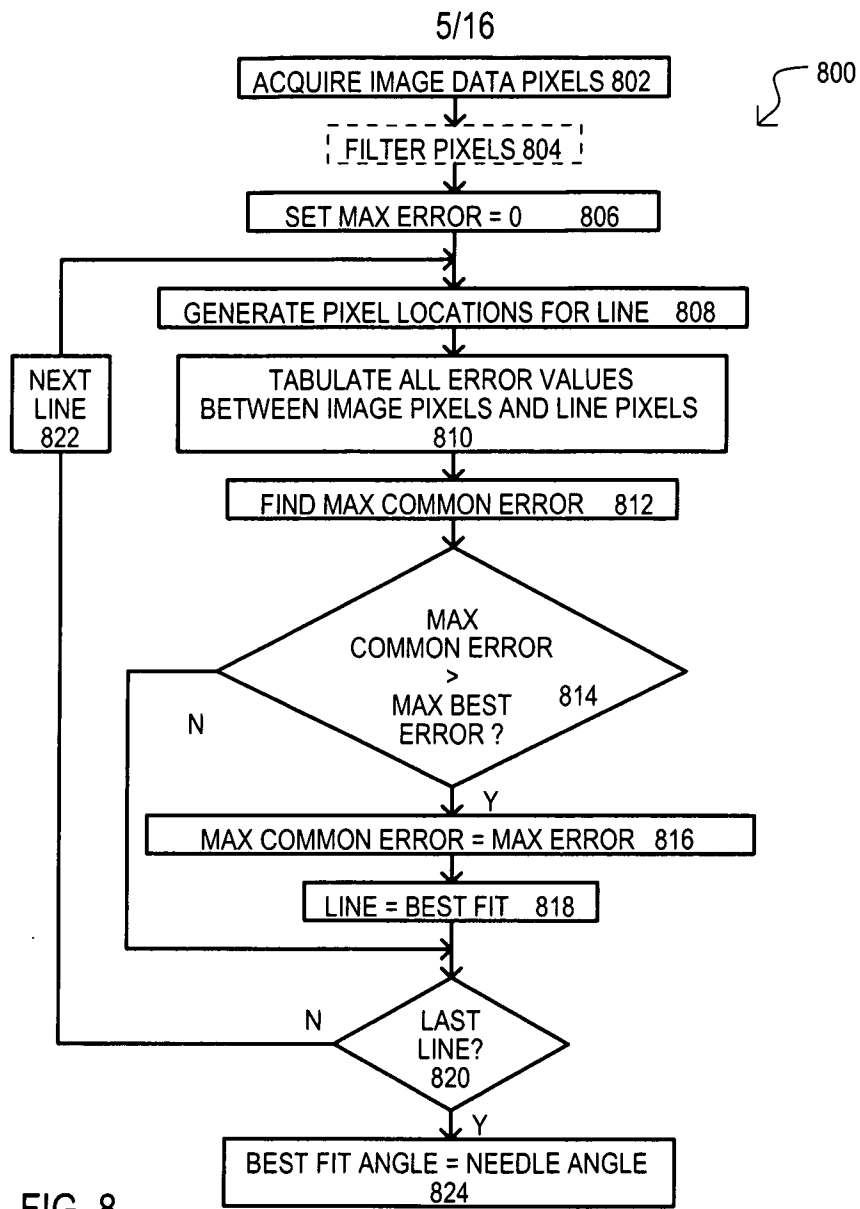 5/16
ACQUIRE IMAGE DATA PIXELS 802
800
FILTER PIXELS 804
SET MAX ERROR = 0 806
GENERATE PIXEL LOCATIONS FOR LINE 808
NEXT
LINE
822
TABULATE ALL ERROR VALUES
BETWEEN IMAGE PIXELS AND LINE PIXELS
810
FIND MAX COMMON ERROR 812
MAX
COMMON ERROR
>
MAX BEST
ERROR ?
814
N
Y
MAX COMMON ERROR = MAX ERROR 816
LINE = BEST FIT 818
N
LAST
LINE?
820
Y
BEST FIT ANGLE = NEEDLE ANGLE
824
FIG. 8